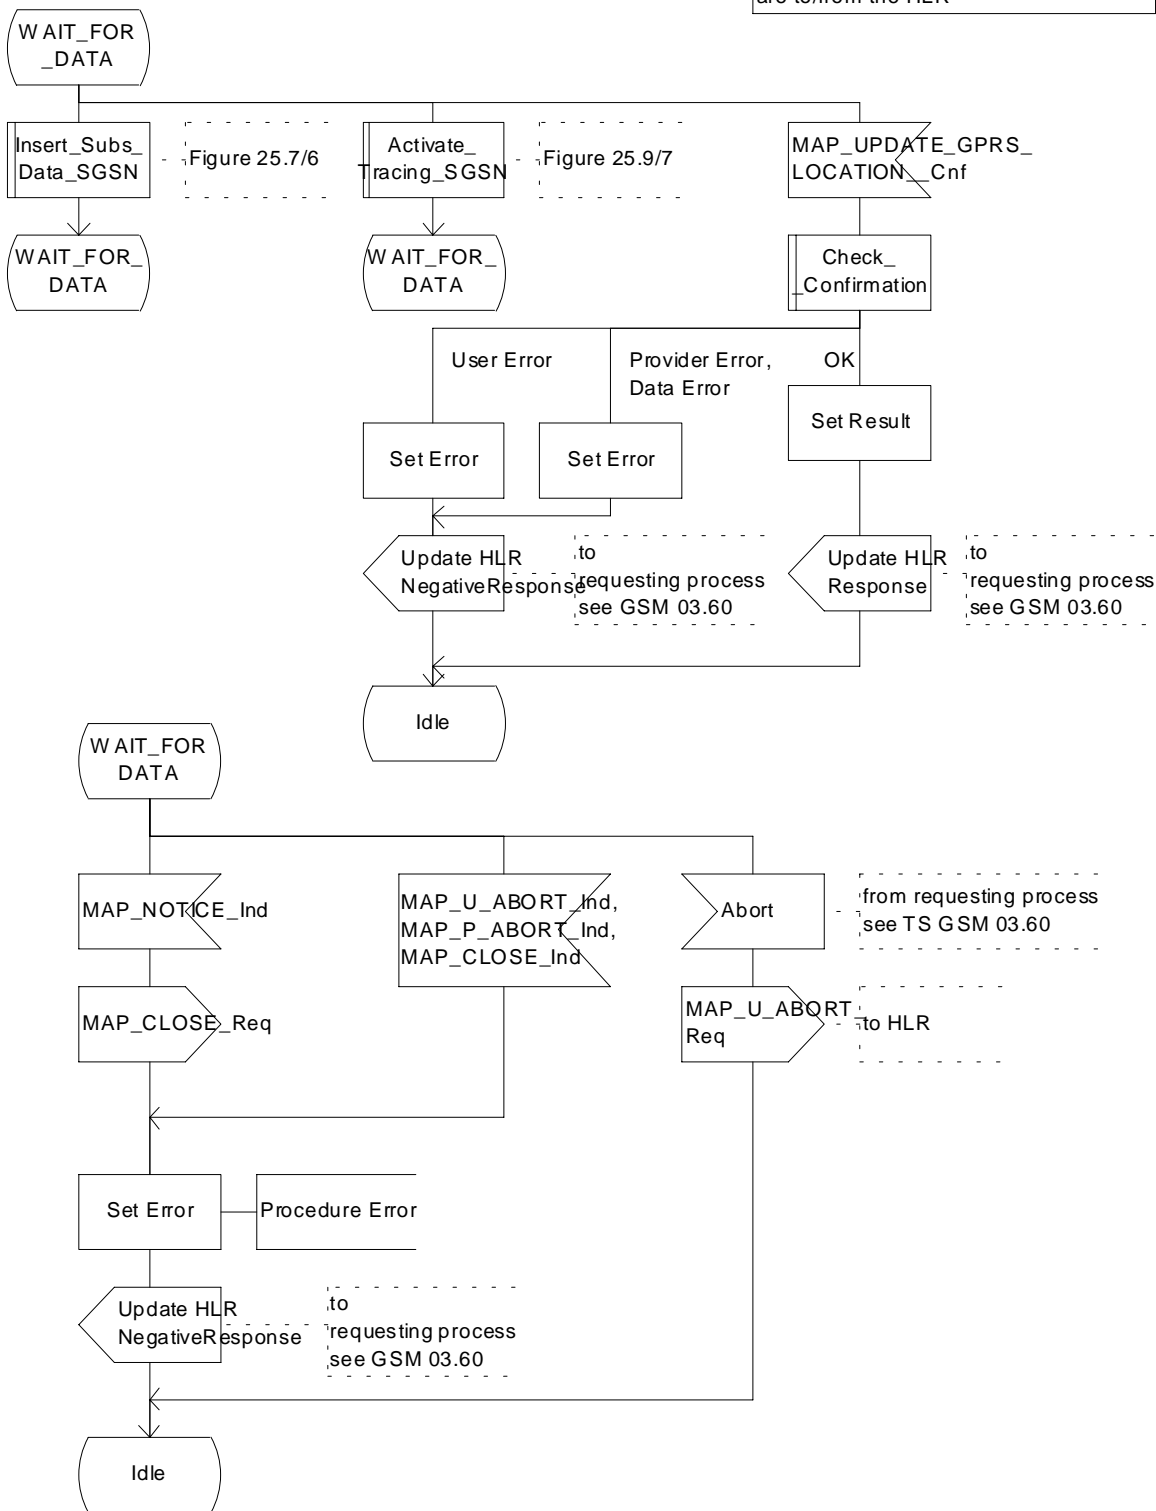 are to/from the HLR
WAIT_FOR
_DATA
Insert_Subs_
Data_SGSN
Figure 25.7/6
Activate_
Tracing_SGSN
Figure 25.9/7
MAP_UPDATE_GPRS_
LOCATION__Cnf
WAIT_FOR_
DATA
WAIT_FOR_
DATA
Check_
_Confirmation
User Error
Provider Error,
Data Error
OK
Set Result
Set Error
Set Error
Update HLR
NegativeResponse
to
requesting process
see GSM 03.60
Update HLR
Response
to
requesting process
see GSM 03.60
Idle
WAIT_FOR
DATA
MAP_NOTICE_Ind
MAP_U_ABORT_Ind,
MAP_P_ABORT_Ind,
MAP_CLOSE_Ind
Abort
from requesting process
see TS GSM 03.60
MAP_CLOSE_Req
MAP_U_ABORT_
Req
to HLR
Set Error
Procedure Error
Update HLR
NegativeResponse
to
requesting process
see GSM 03.60
Idle